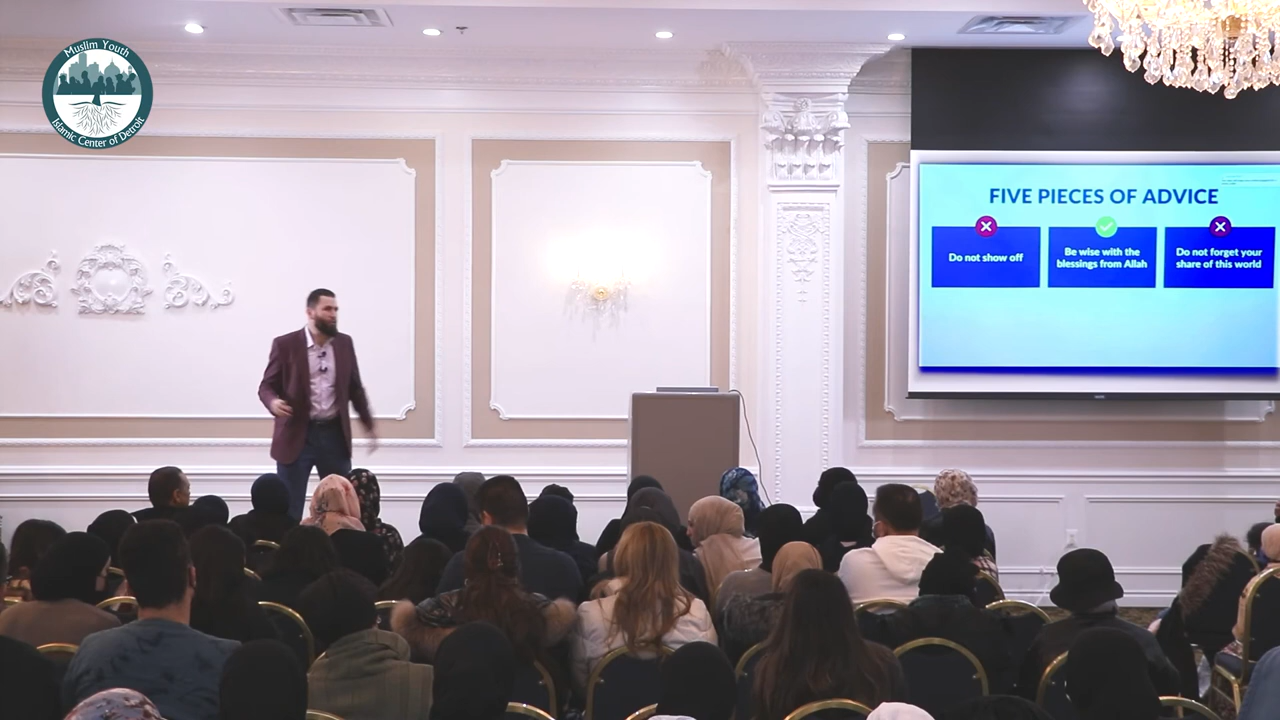 Muslim Youth
Islamic Center of Detroit
FIVE PIECES OF ADVICE
Do not show off
Be wise with the
blessings from Allah
Do not forget your
share of this world